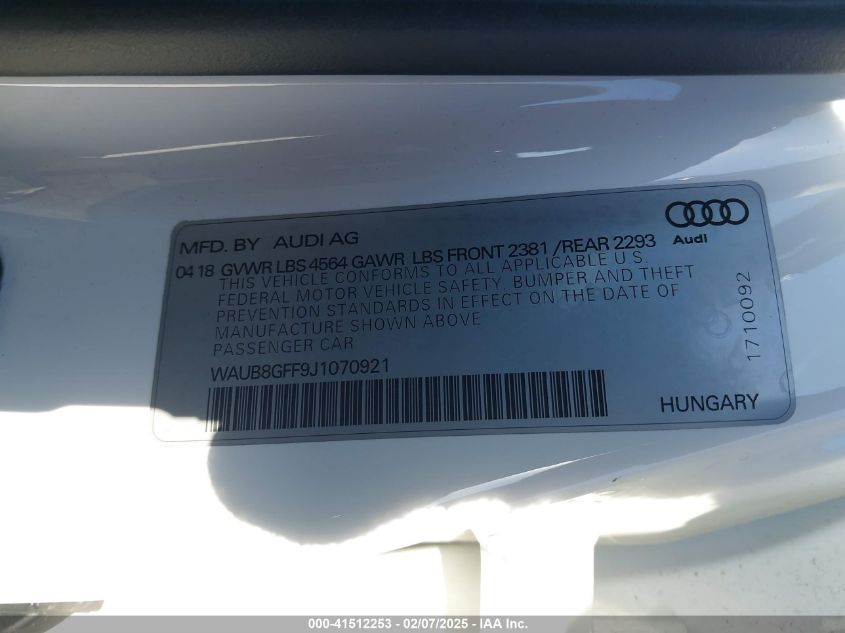 MFD. BY AUDI AG
Audi
04 18 GVWR LBS 4564 GAWR LBS FRONT 2381 /REAR 2293
THIS VEHICLE CONFORMS TO ALL APPLICABLE U S.
FEDERAL MOTOR VEHICLE SAFETY, BUMPER AND THEFT
PREVENTION STANDARDS IN EFFECT ON THE DATE OF
MANUFACTURE SHOWN ABOVE
PASSENGER CAR
WAUB8GFF9J1070921
HUNGARY
1710092
000-41512253 - 02/07/2025 - IAA Inc.